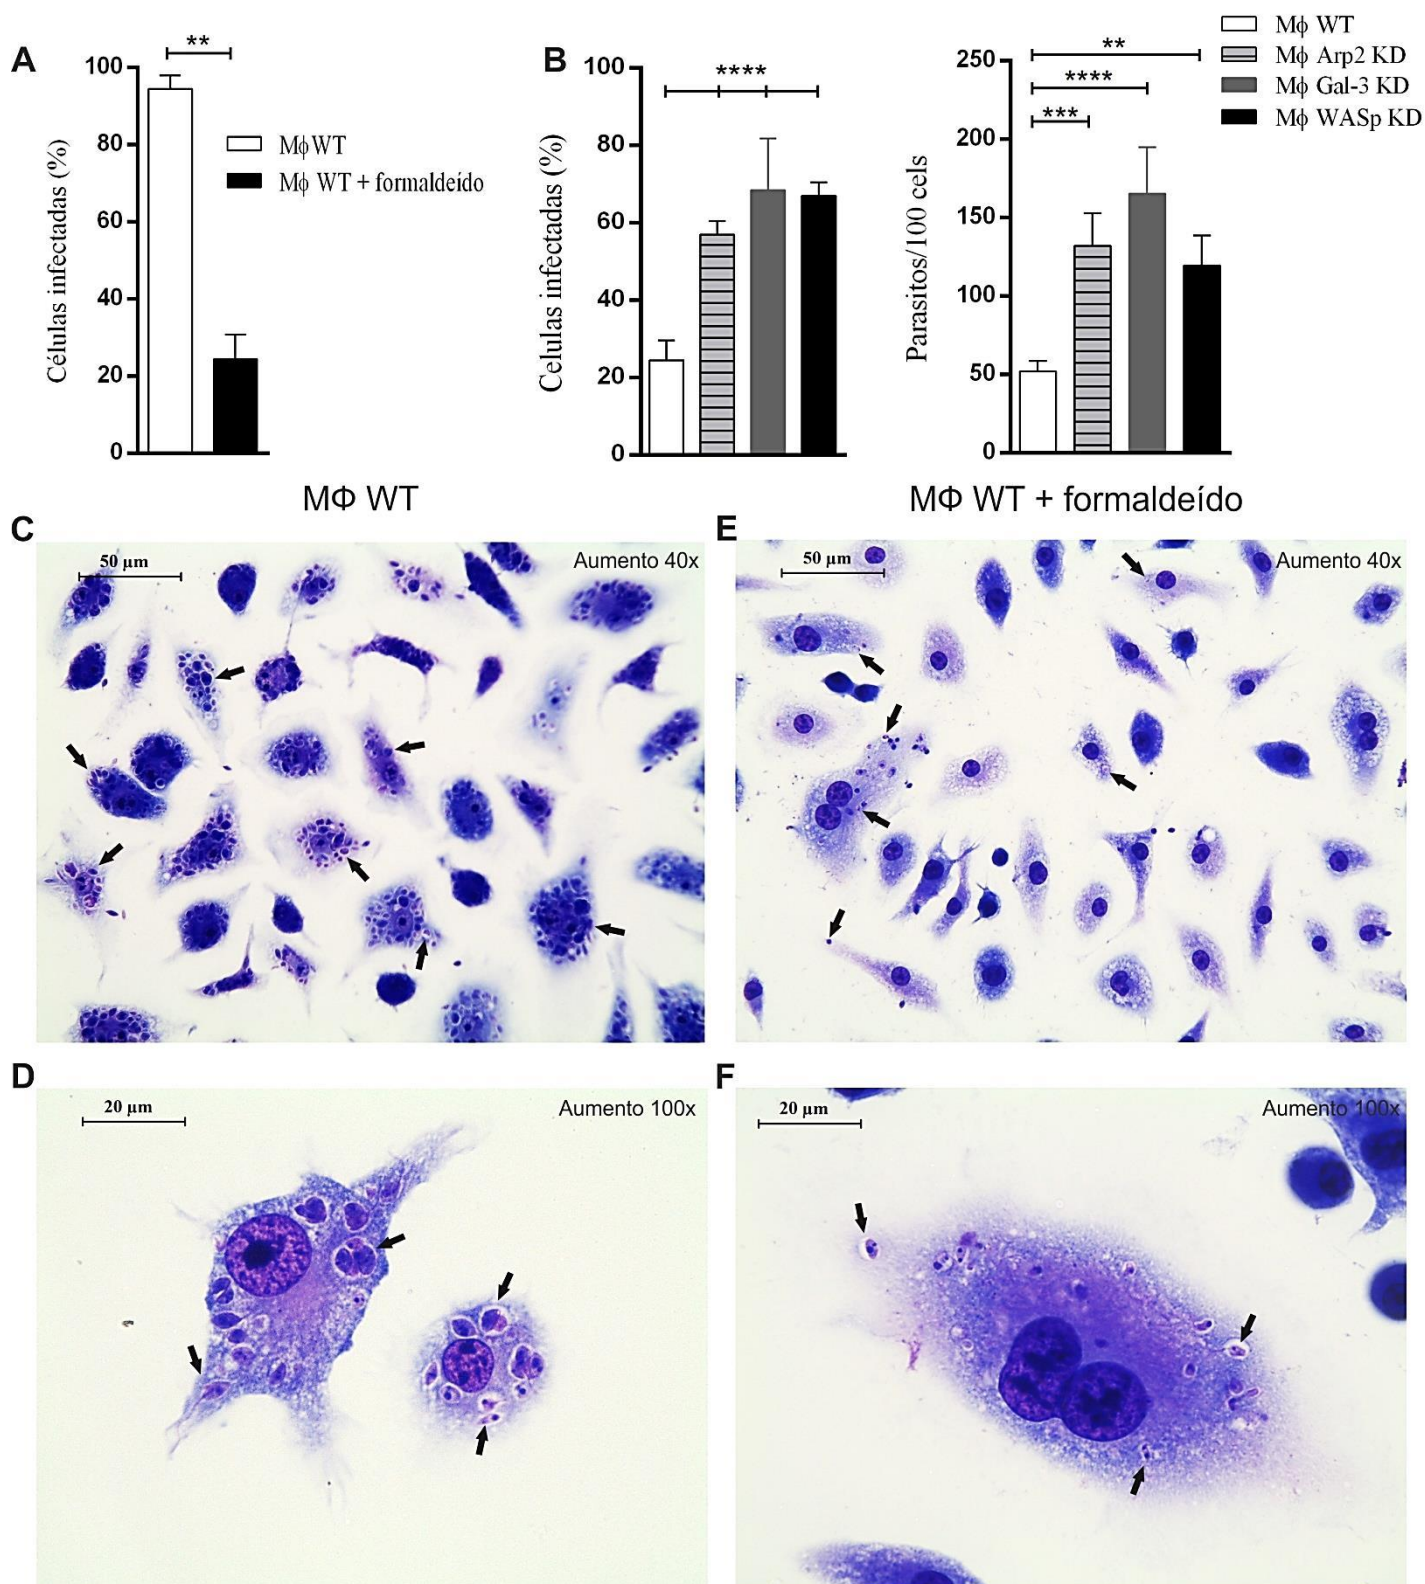 A
**
100
80
60
40
20
0
Células infectadas (%)
Mϕ WT
Mϕ WT + formaldeído
B
****
100
80
60
40
20
0
Celulas infectadas (%)
**
****
***
250
200
150
100
50
0
Parasitos/100 cels
Mϕ WT
Mϕ Arp2 KD
Mϕ Gal-3 KD
Mϕ WASp KD
MΦ WT
MΦ WT + formaldeído
C
50 µm
Aumento 40x
E
50 µm
Aumento 40x
D
20 µm
Aumento 100x
F
20 µm
Aumento 100x